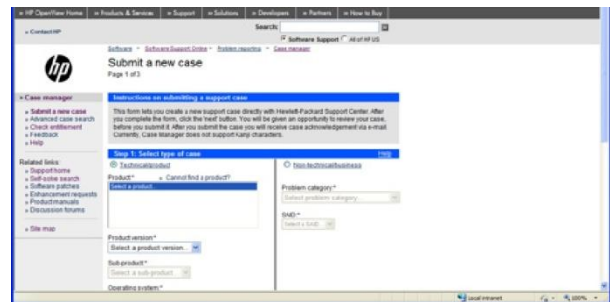 » HP OpenView Home » Products & Services » Support » Solutions » Developers » Partners » How to Buy
» Contact HP
Search:
Software Support All of HP US
Software > Software Support Online > Problem reporting > Case manager
hp
Submit a new case
Page 1 of 3
» Case manager
» Submit a new case
» Advanced case search
» Check entitlement
» Feedback
» Help
Related links:
» Support home
» Self-solve search
» Software patches
» Enhancement requests
» Product manuals
» Discussion forums
» Site map
Instructions on submitting a support case
This form lets you create a new support case directly with Hewlett-Packard Support Center. After
you complete the form, click the 'next' button. You will be given an opportunity to review your case,
before you submit it. After you submit the case you will receive case acknowledgement via e-mail
Currently, Case Manager does not support Kanji characters.
Step 1: Select type of case Help
Technical/product
Product:* » Cannot find a product?
Select a product...
Product version:*
Select a product version...
Sub-product:*
Select a sub-product
Operating system:*
Non-technical/business
Problem category:*
Select problem category...
SAID:*
Select a SAID
Local intranet 100%